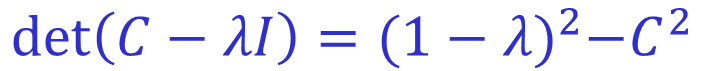 det(C − λI) = (1 − λ)²−C²